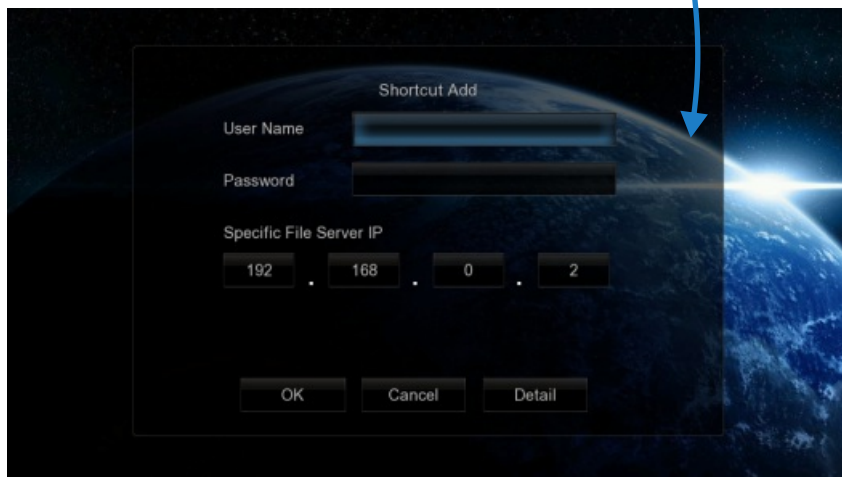 Shortcut Add
User Name
Password
Specific File Server IP
192 . 168 . 0 . 2
OK Cancel Detail